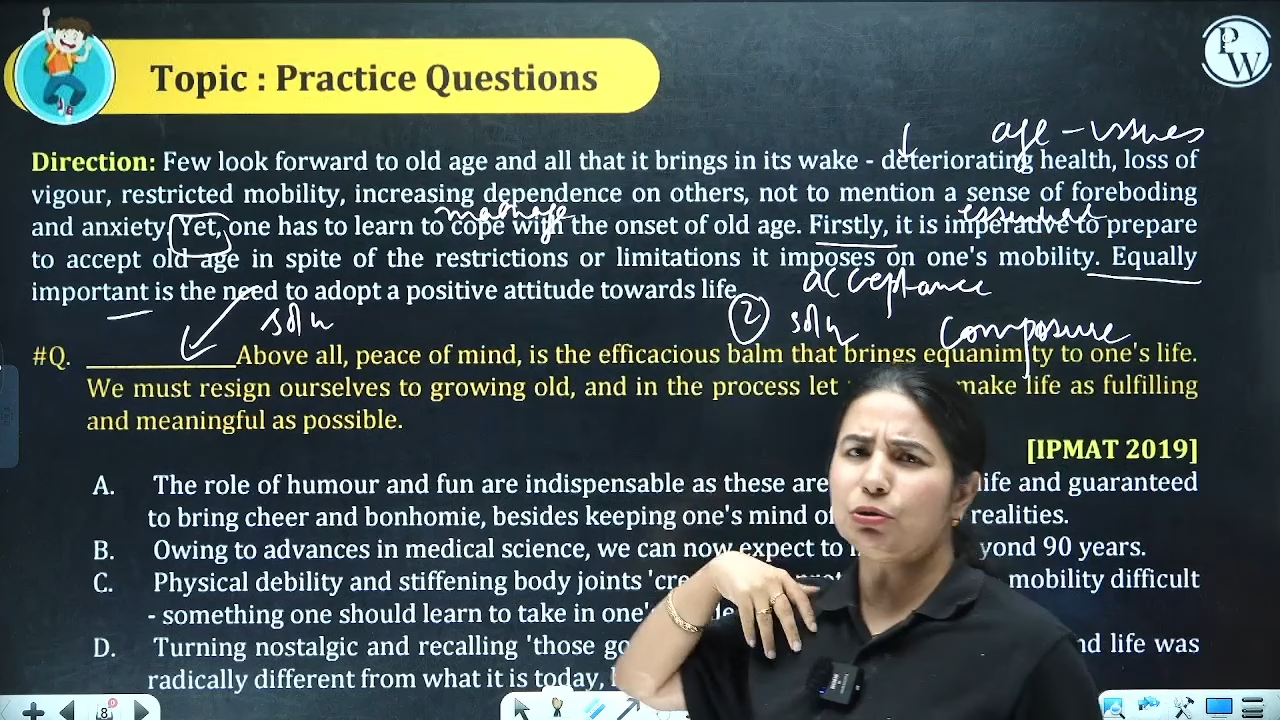 PW
Topic : Practice Questions
age-issues
Direction: Few look forward to old age and all that it brings in its wake - deteriorating health, loss of
vigour, restricted mobility, increasing dependence on others, not to mention a sense of foreboding
manage
essential
and anxiety. Yet, one has to learn to cope with the onset of old age. Firstly, it is imperative to prepare
to accept old age in spite of the restrictions or limitations it imposes on one's mobility. Equally
important is the need to adopt a positive attitude towards life.
acceptance
soln
2 soln
composure
#Q. ____________Above all, peace of mind, is the efficacious balm that brings equanimity to one's life.
We must resign ourselves to growing old, and in the process let make life as fulfilling
and meaningful as possible.
[IPMAT 2019]
A. The role of humour and fun are indispensable as these are life and guaranteed
to bring cheer and bonhomie, besides keeping one's mind realities.
B. Owing to advances in medical science, we can now expect to 90 years.
C. Physical debility and stiffening body joints mobility difficult
- something one should learn to take in
D. Turning nostalgic and recalling 'those life was
radically different from what it is today,
8